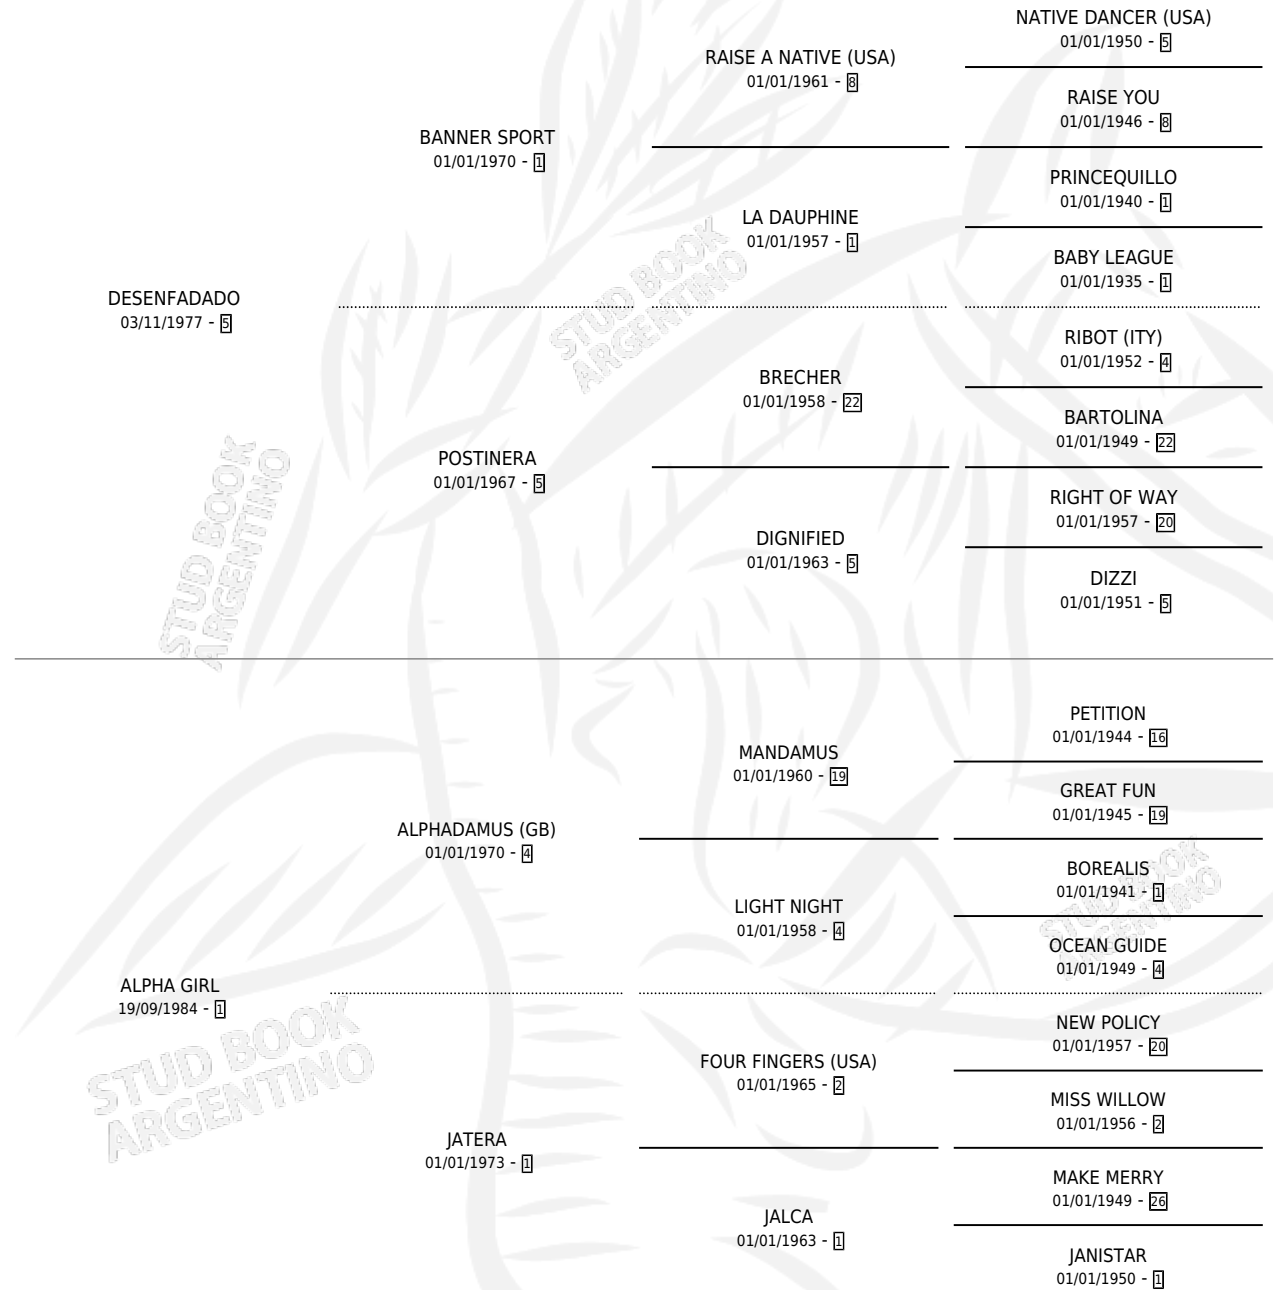 NATIVE DANCER (USA)
01/01/1950 - 5
RAISE A NATIVE (USA)
01/01/1961 - 8
RAISE YOU
01/01/1946 - 8
BANNER SPORT
01/01/1970 - 1
PRINCEQUILLO
01/01/1940 - 1
LA DAUPHINE
01/01/1957 - 1
BABY LEAGUE
01/01/1935 - 1
DESENFADADO
03/11/1977 - 5
RIBOT (ITY)
01/01/1952 - 4
BRECHER
01/01/1958 - 22
BARTOLINA
01/01/1949 - 22
POSTINERA
01/01/1967 - 5
RIGHT OF WAY
01/01/1957 - 20
DIGNIFIED
01/01/1963 - 5
DIZZI
01/01/1951 - 5
STUD BOOK
ARGENTINO
STUD BOOK
ARGENTINO
PETITION
01/01/1944 - 16
MANDAMUS
01/01/1960 - 19
GREAT FUN
01/01/1945 - 19
ALPHADAMUS (GB)
01/01/1970 - 4
BOREALIS
01/01/1941 - 1
LIGHT NIGHT
01/01/1958 - 4
OCEAN GUIDE
01/01/1949 - 4
STUD BOOK
ARGENTINO
ALPHA GIRL
19/09/1984 - 1
NEW POLICY
01/01/1957 - 20
FOUR FINGERS (USA)
01/01/1965 - 2
MISS WILLOW
01/01/1956 - 2
JATERA
01/01/1973 - 1
MAKE MERRY
01/01/1949 - 26
JALCA
01/01/1963 - 1
JANISTAR
01/01/1950 - 1
STUD BOOK
ARGENTINO